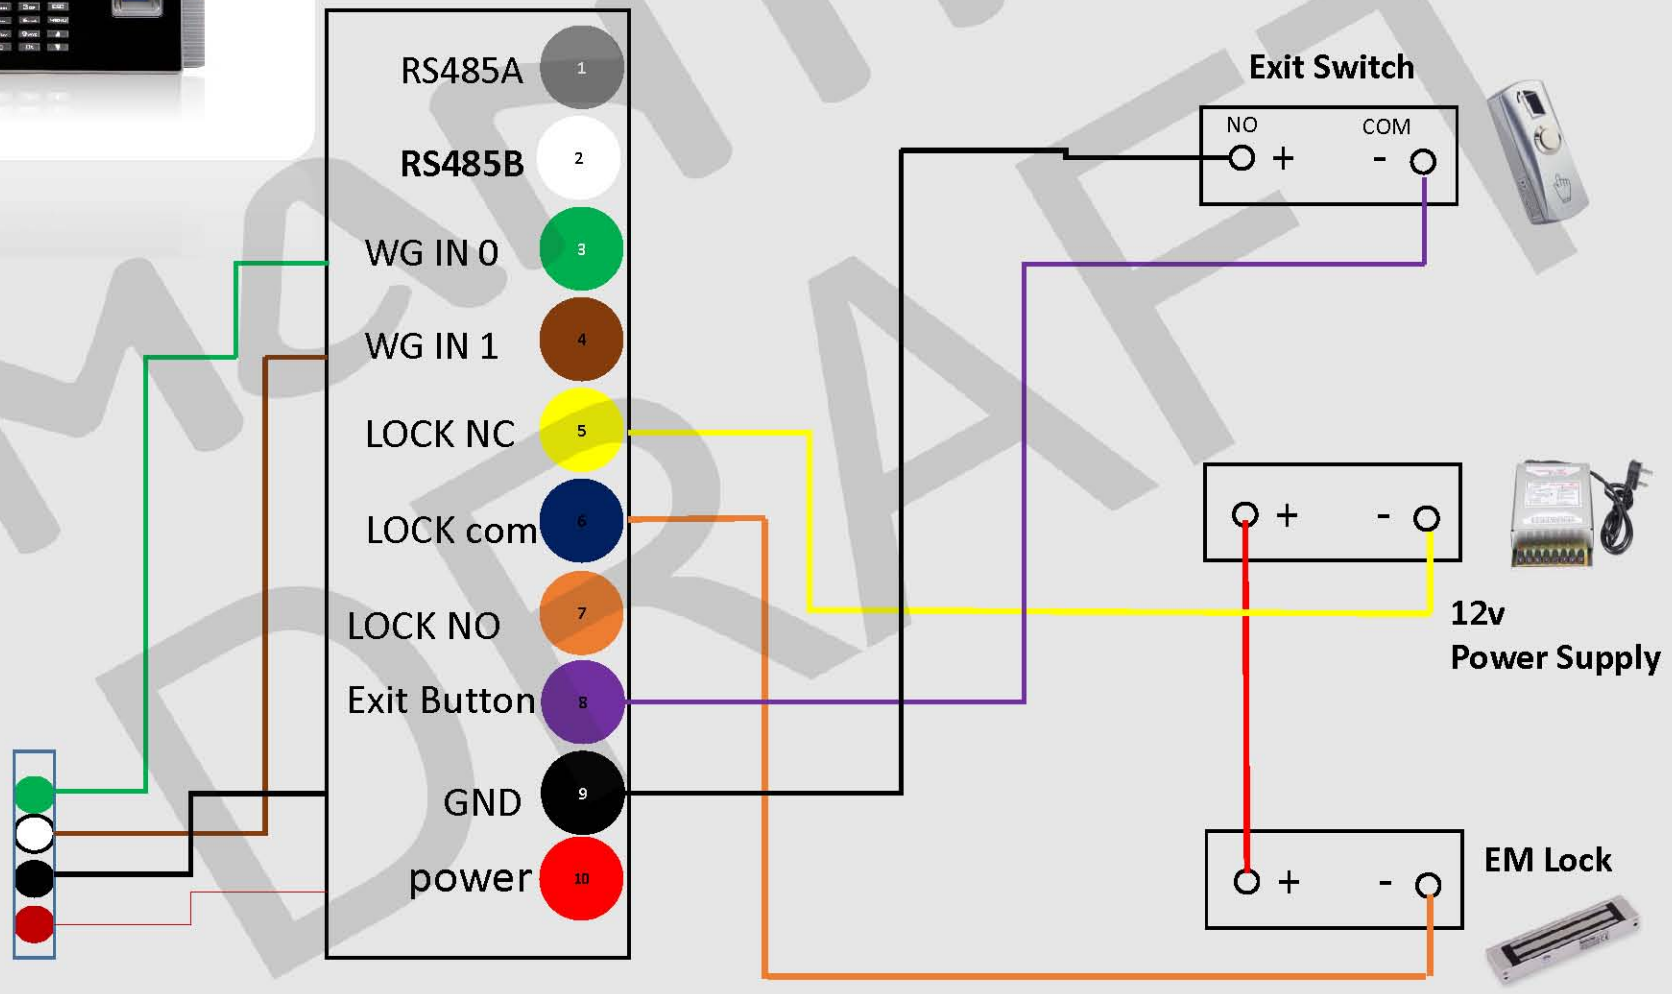 RS485A 1
RS485B 2
WG IN 0 3
WG IN 1 4
LOCK NC 5
LOCK com 6
LOCK NO 7
Exit Button 8
GND 9
power 10
Exit Switch
NO COM
+ -
+ -
12v
Power Supply
EM Lock
+ -
DRAFT